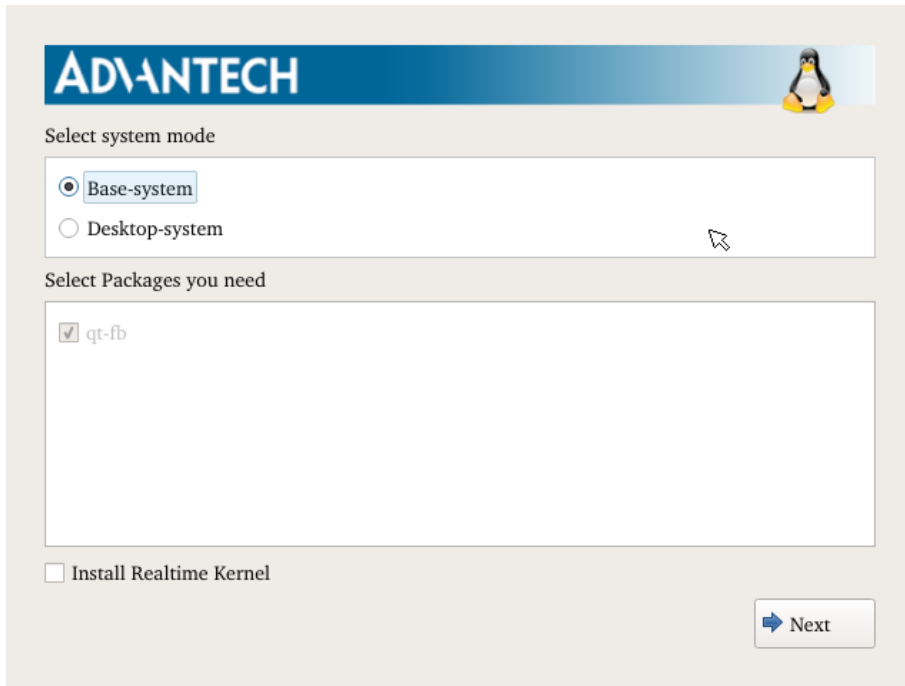 ADVANTECH
Select system mode
Base-system
Desktop-system
Select Packages you need
qt-fb
Install Realtime Kernel
Next